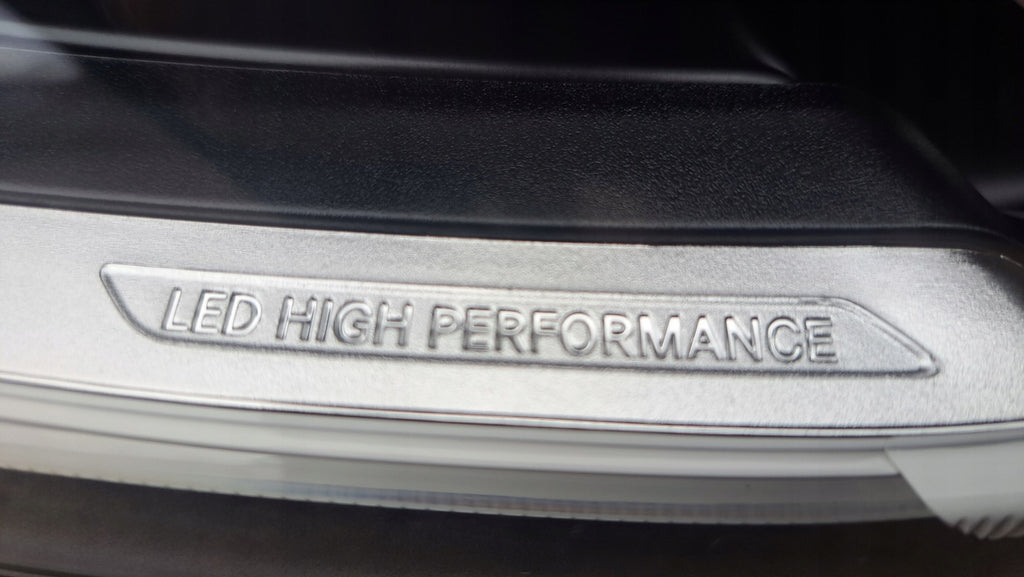 LED HIGH PERFORMANCE